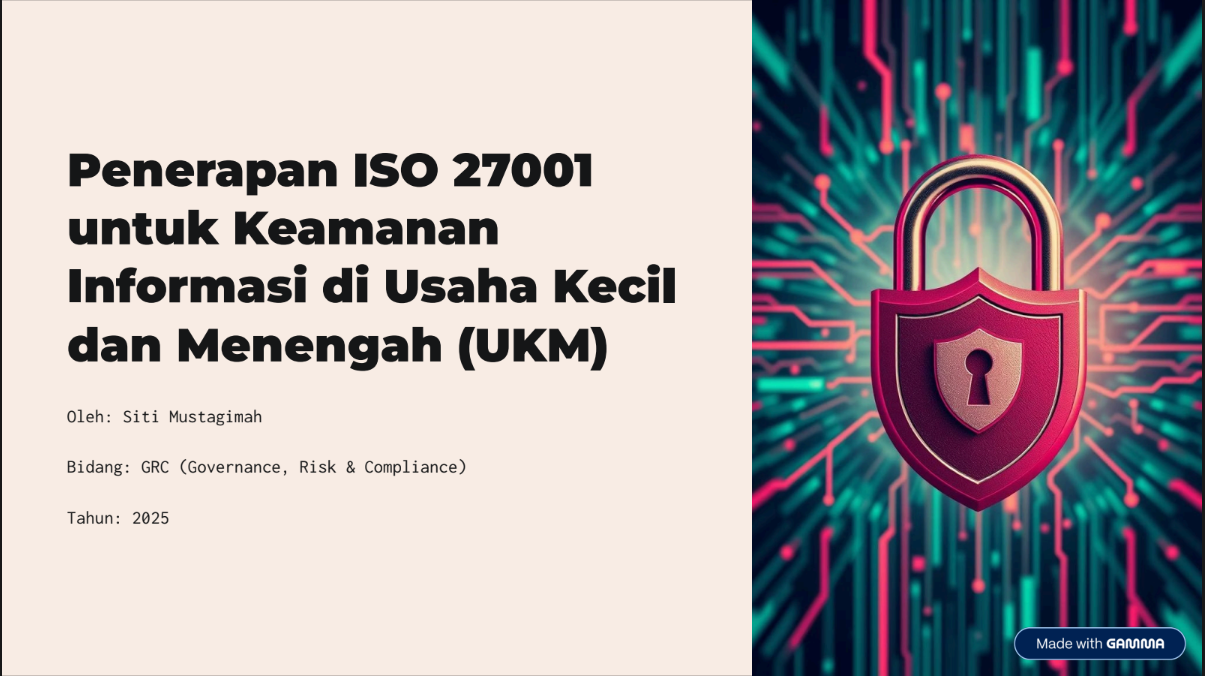 Penerapan ISO 27001
untuk Keamanan
Informasi di Usaha Kecil
dan Menengah (UKM)
Oleh: Siti Mustagimah
Bidang: GRC (Governance, Risk & Compliance)
Tahun: 2025
Made with GAMMA